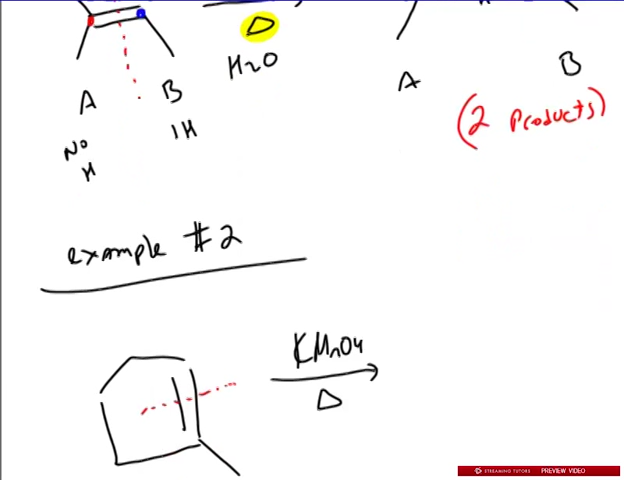 Δ
H2O
A
B
A
B
NO
H
1H
(2 Products)
example #2
KMnO4
Δ
STREAMING TUTORS PREVIEW VIDEO